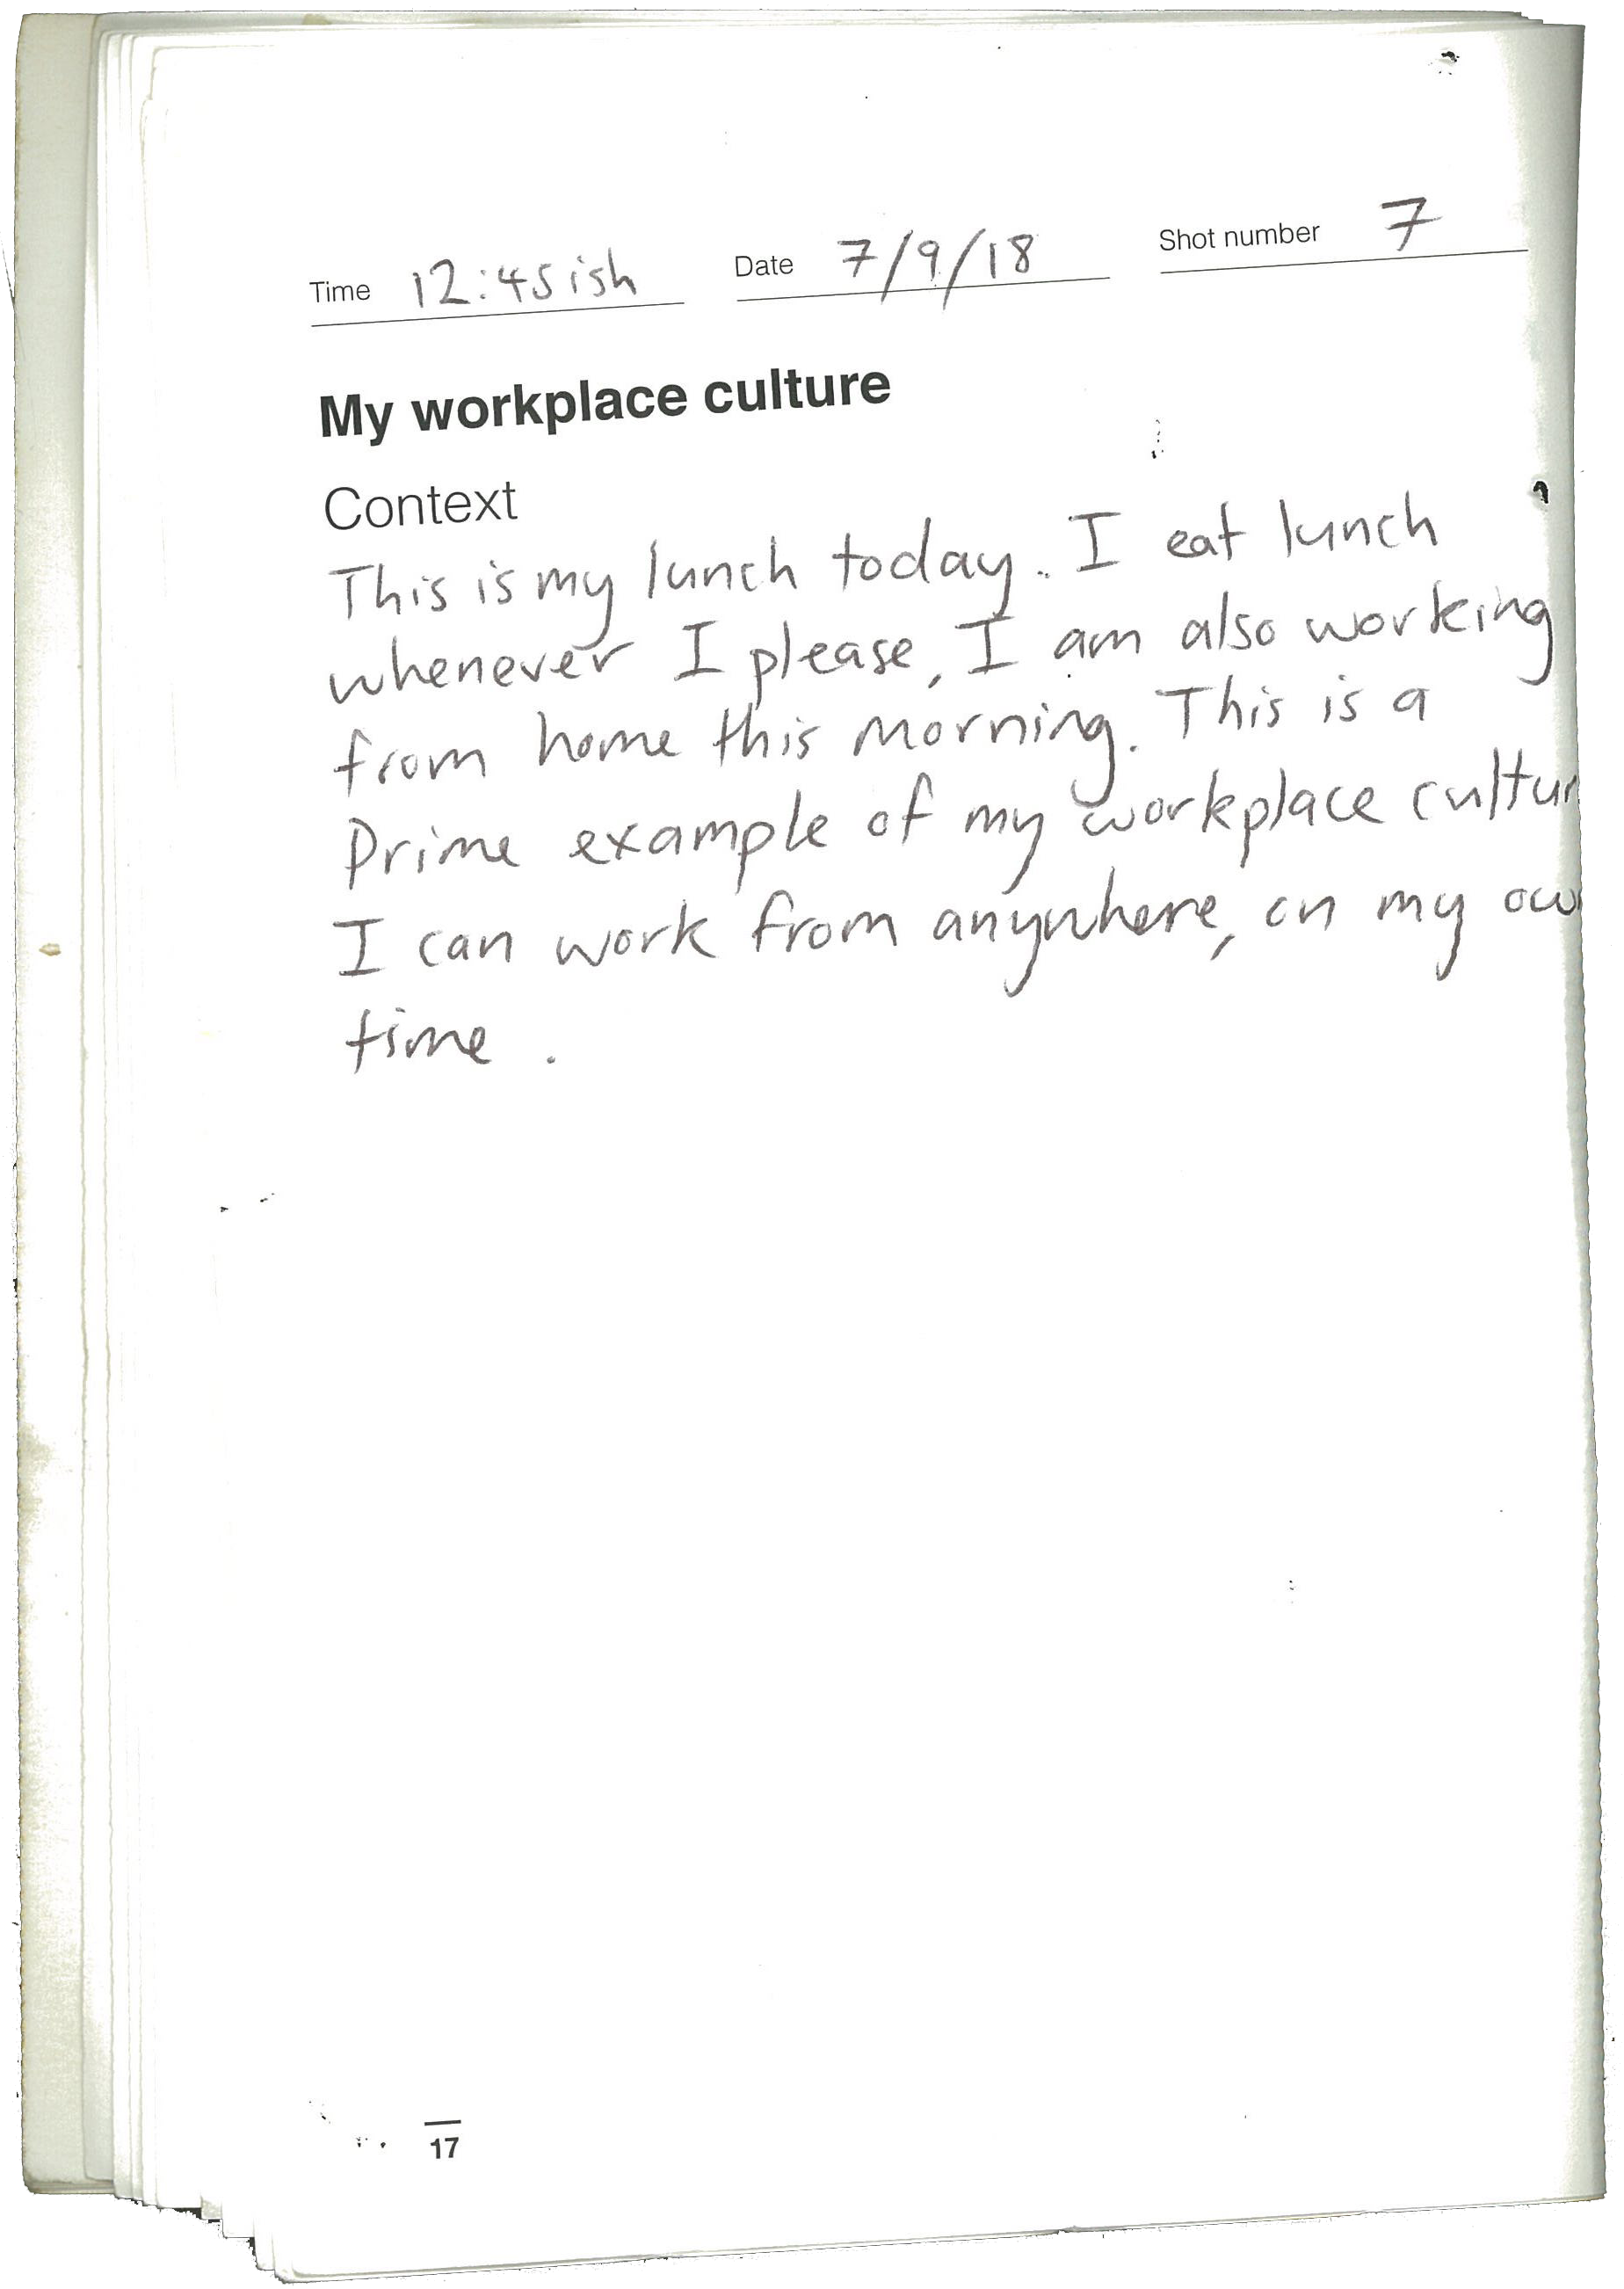 Time 12:45ish Date 7/9/18 Shot number 7
My workplace culture
Context
This is my lunch today. I eat lunch
whenever I please, I am also working
from home this morning. This is a
Prime example of my workplace cultur
I can work from anywhere, on my ow
time.
17